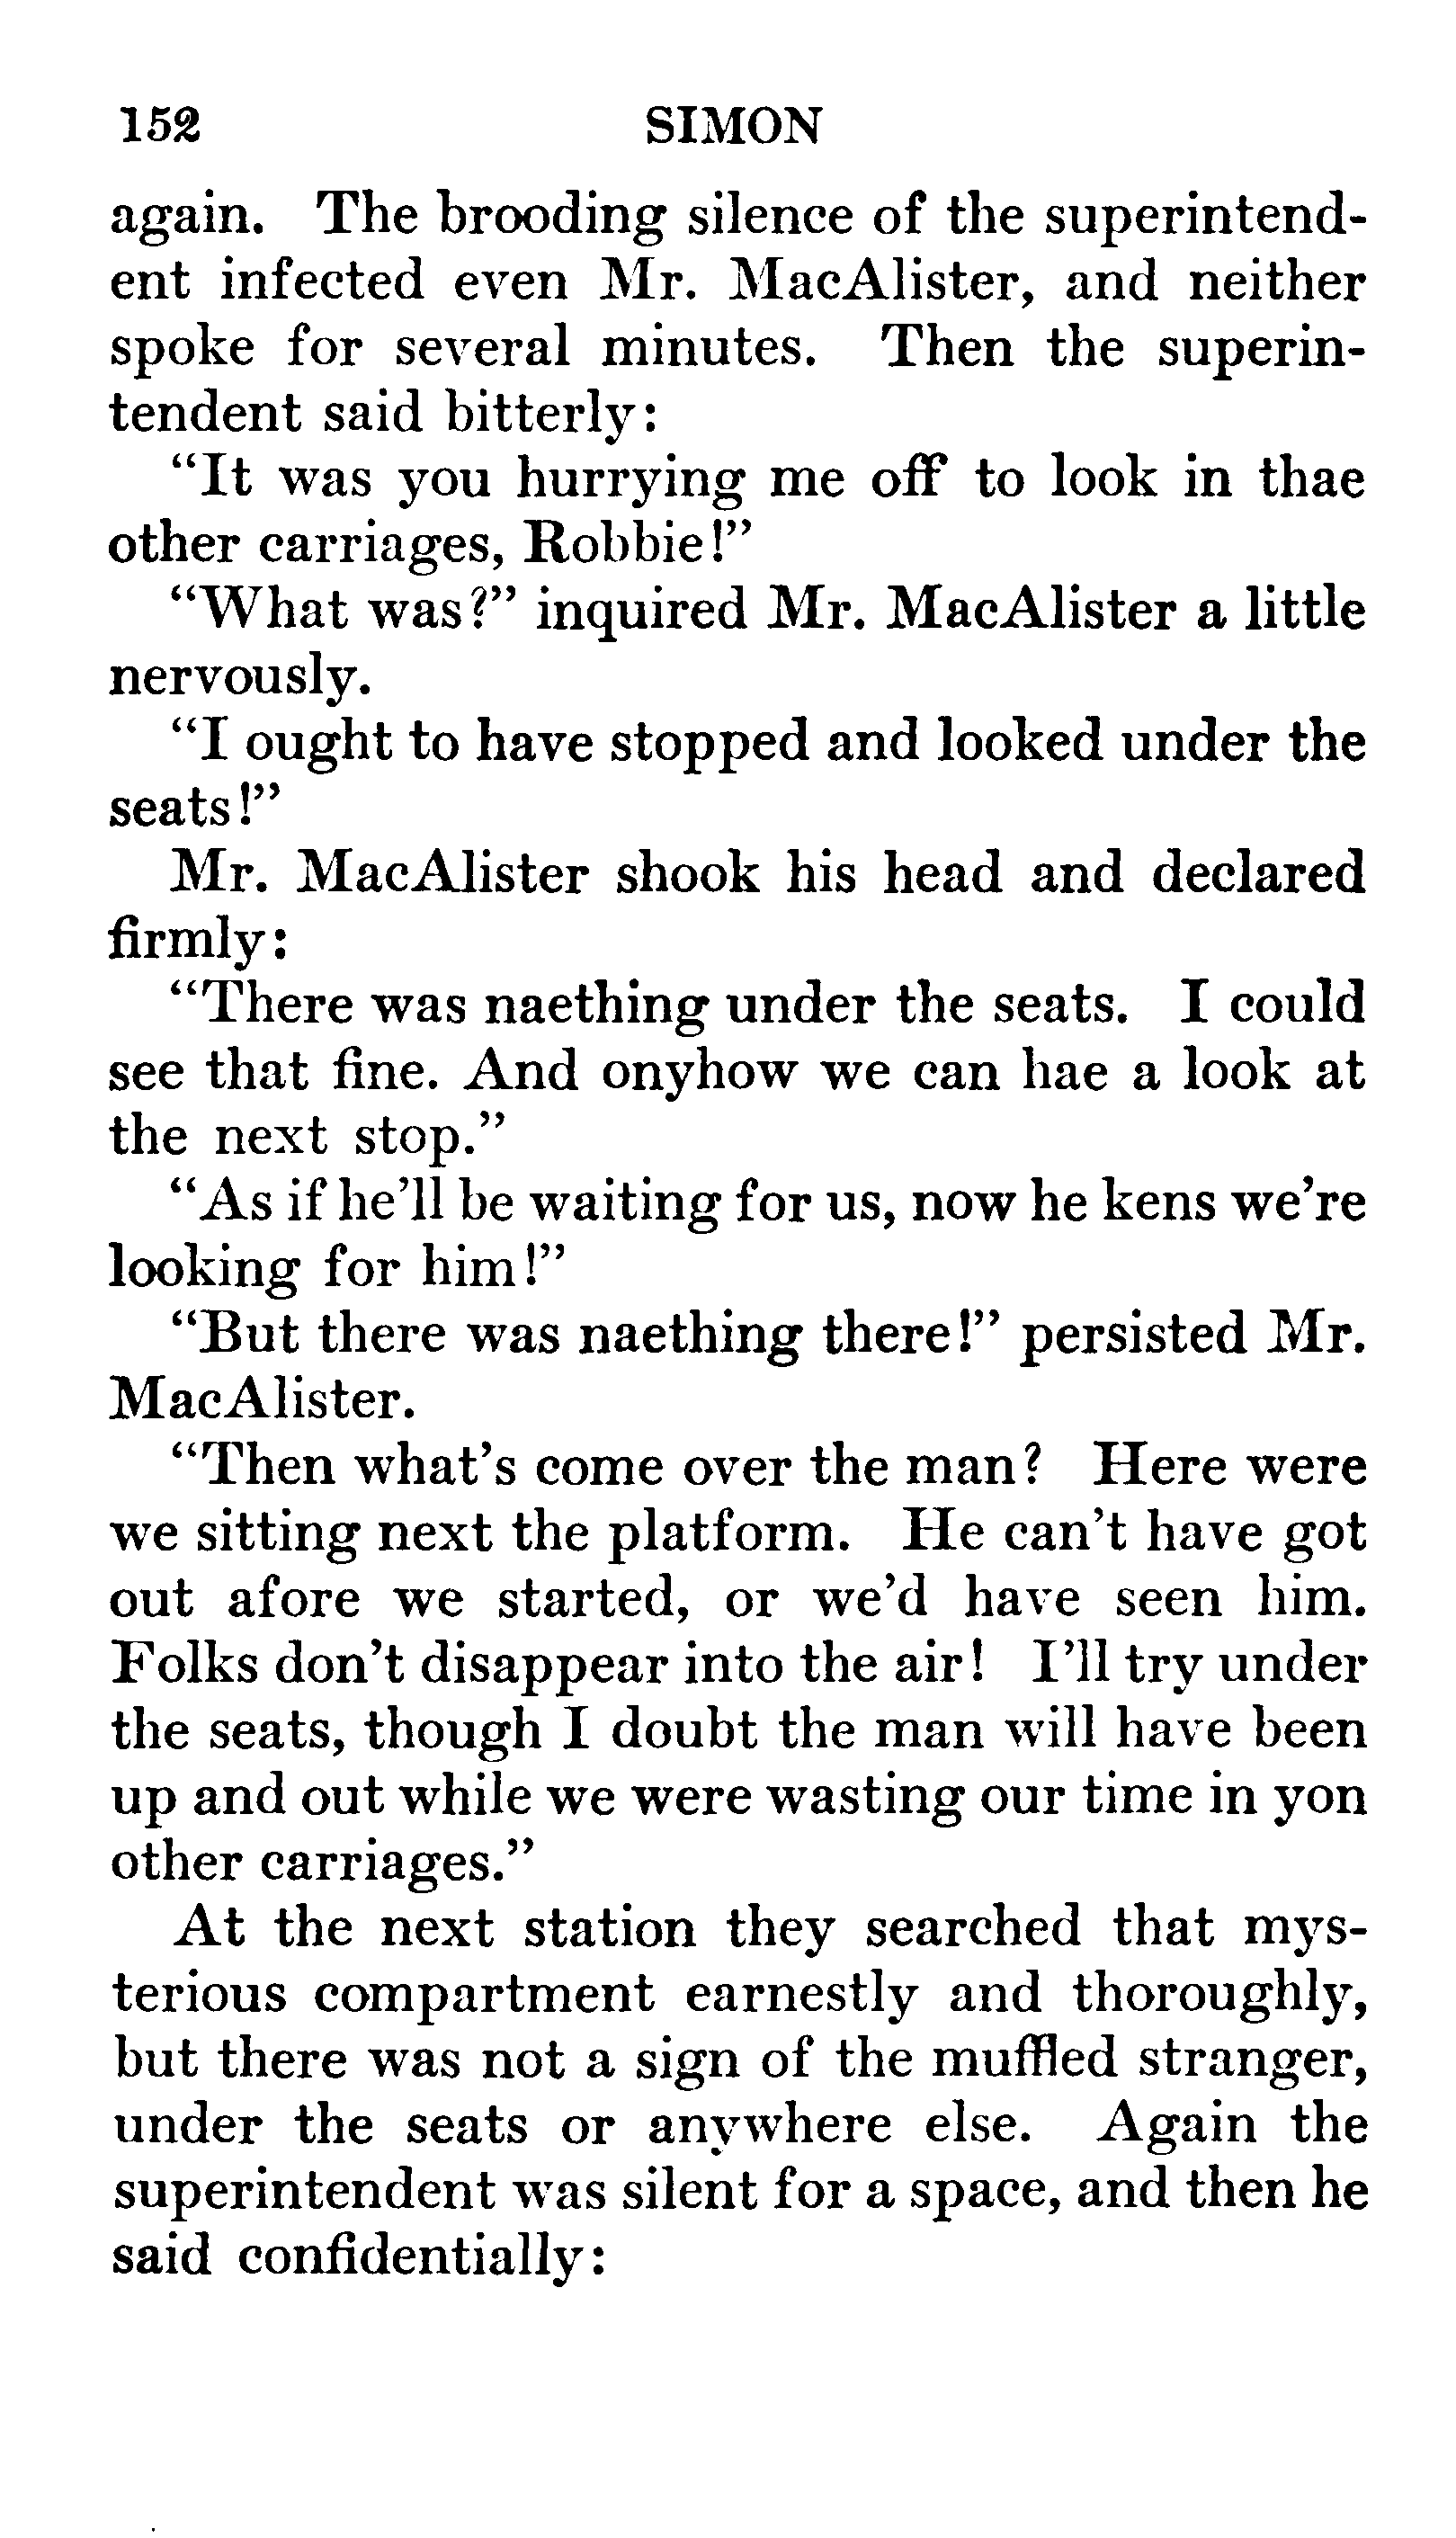 152 SIMON
again. The brooding silence of the superintend-
ent infected even Mr. MacAlister, and neither
spoke for several minutes. Then the superin-
tendent said bitterly:
“It was you hurrying me off to look in thae
other carriages, Robbie!”
“What was?” inquired Mr. MacAlister a little
nervously.
“I ought to have stopped and looked under the
seats!”
Mr. MacAlister shook his head and declared
firmly:
“There was naething under the seats. I could
see that fine. And onyhow we can hae a look at
the next stop.”
“As if he’ll be waiting for us, now he kens we’re
looking for him!”
“But there was naething there!” persisted Mr.
MacAlister.
“Then what’s come over the man? Here were
we sitting next the platform. He can’t have got
out afore we started, or we’d have seen him.
Folks don’t disappear into the air! I’ll try under
the seats, though I doubt the man will have been
up and out while we were wasting our time in yon
other carriages.”
At the next station they searched that mys-
terious compartment earnestly and thoroughly,
but there was not a sign of the muffled stranger,
under the seats or anywhere else. Again the
superintendent was silent for a space, and then he
said confidentially: